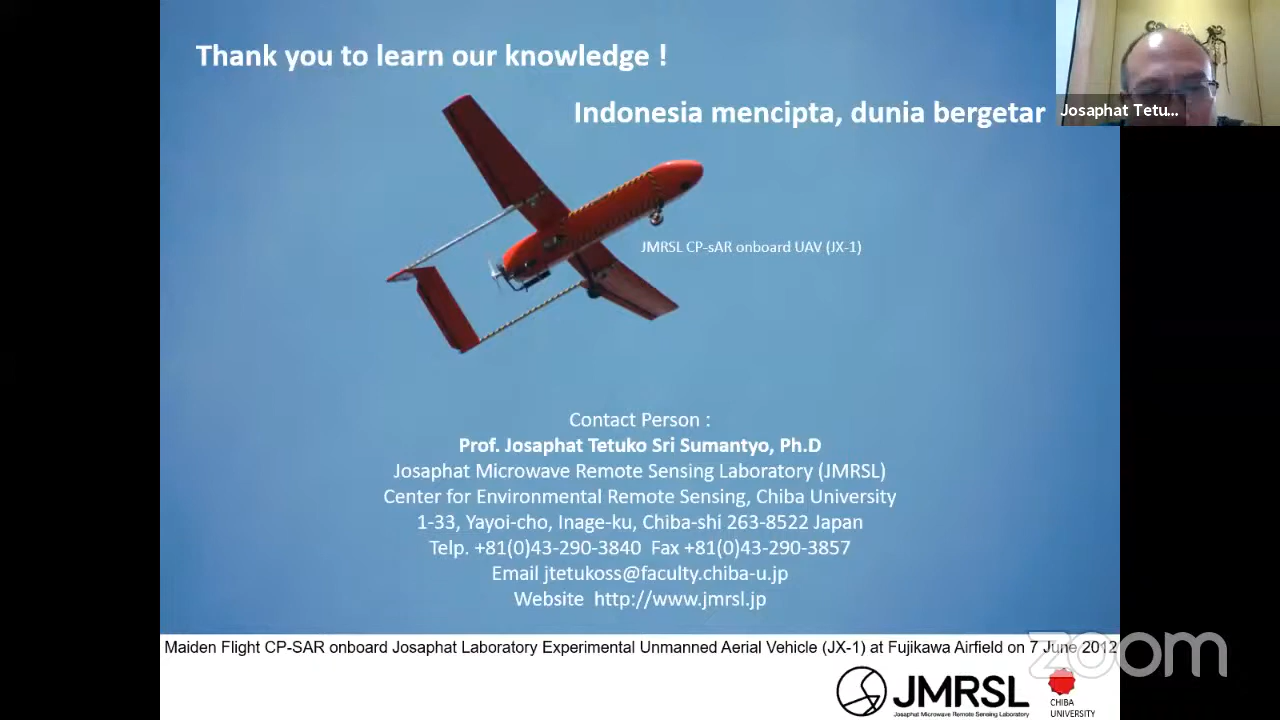 Thank you to learn our knowledge !
Indonesia mencipta, dunia bergetar
Josaphat Tetu...
JMRSL CP-sAR onboard UAV (JX-1)
Contact Person :
Prof. Josaphat Tetuko Sri Sumantyo, Ph.D
Josaphat Microwave Remote Sensing Laboratory (JMRSL)
Center for Environmental Remote Sensing, Chiba University
1-33, Yayoi-cho, Inage-ku, Chiba-shi 263-8522 Japan
Telp. +81(0)43-290-3840 Fax +81(0)43-290-3857
Email jtetukoss@faculty.chiba-u.jp
Website http://www.jmrsl.jp
Maiden Flight CP-SAR onboard Josaphat Laboratory Experimental Unmanned Aerial Vehicle (JX-1) at Fujikawa Airfield on 7 June 2012
zoom
JMRSL
Josaphat Microwave Remote Sensing Laboratory
CHIBA
UNIVERSITY